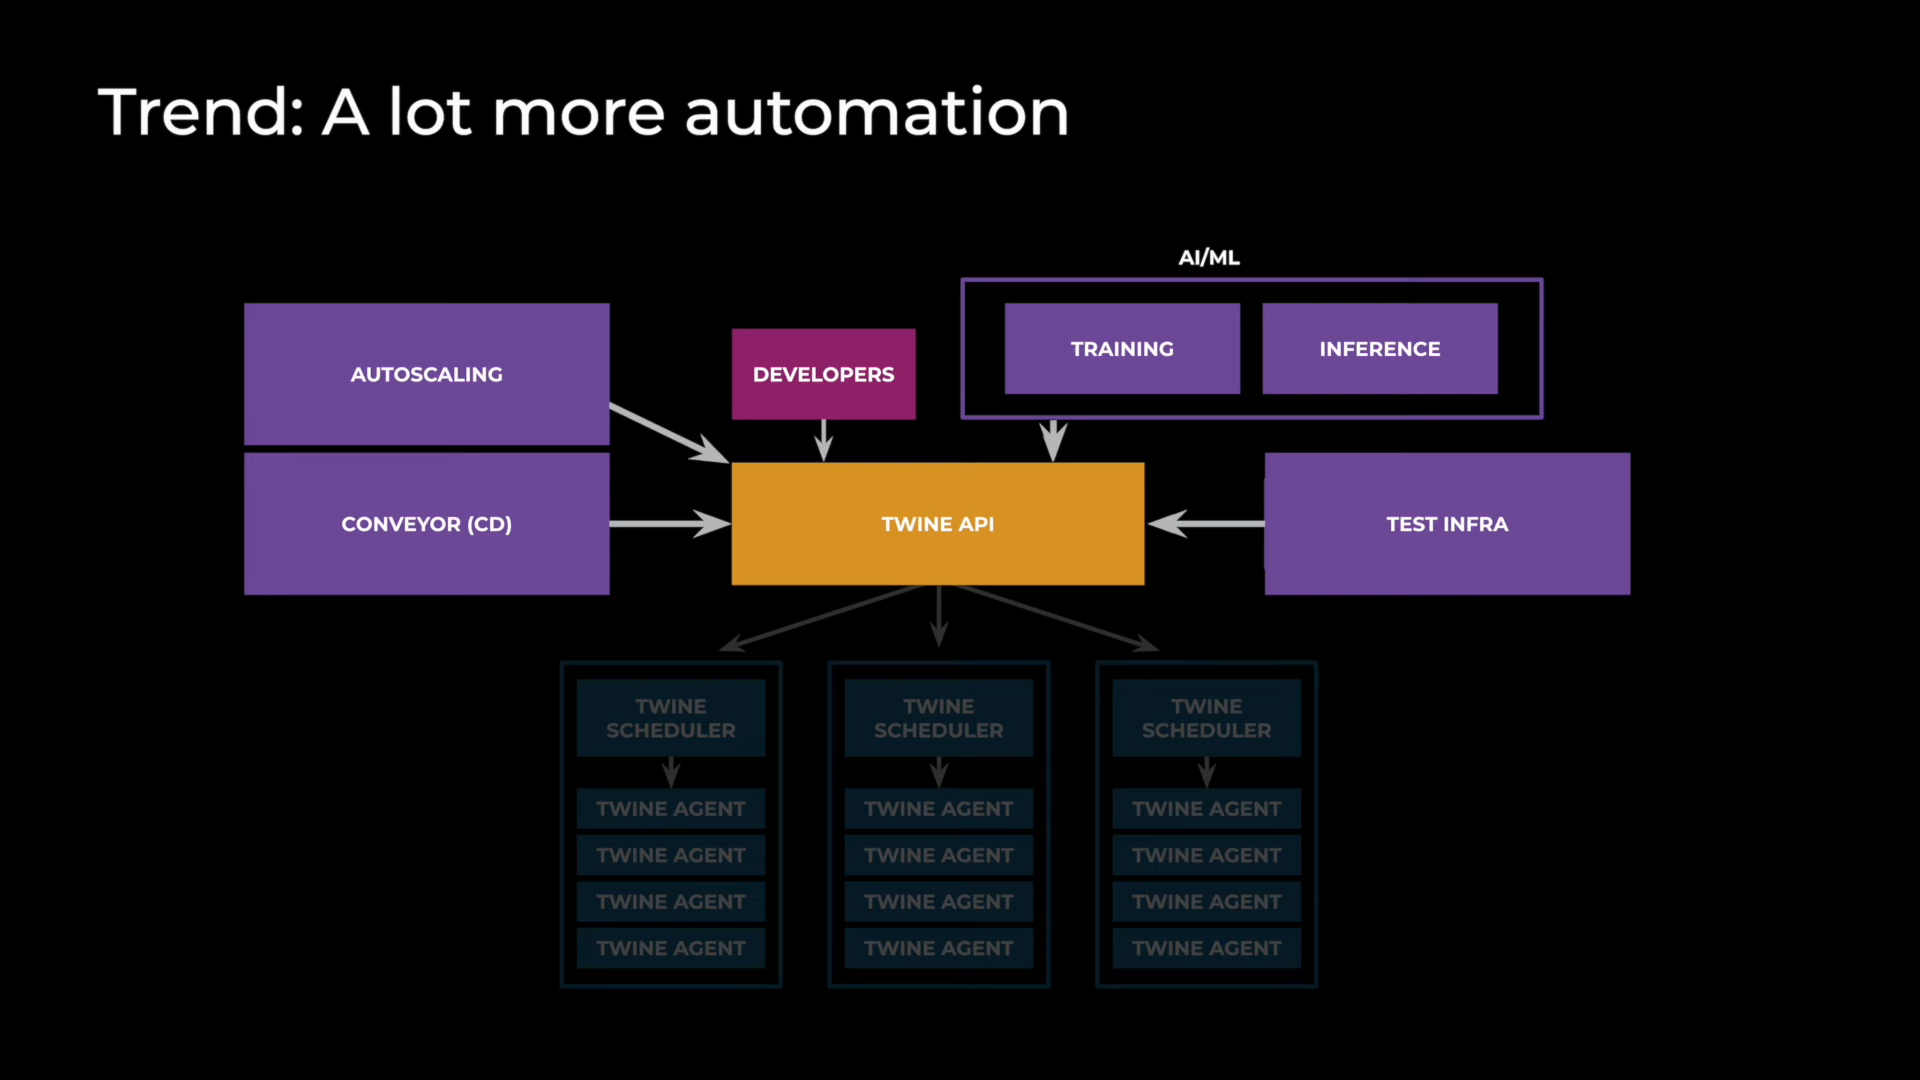 Trend: A lot more automation
AI/ML
AUTOSCALING
DEVELOPERS
TRAINING
INFERENCE
CONVEYOR (CD)
TWINE API
TEST INFRA
TWINE
SCHEDULER
TWINE AGENT
TWINE AGENT
TWINE AGENT
TWINE AGENT
TWINE
SCHEDULER
TWINE AGENT
TWINE AGENT
TWINE AGENT
TWINE AGENT
TWINE
SCHEDULER
TWINE AGENT
TWINE AGENT
TWINE AGENT
TWINE AGENT